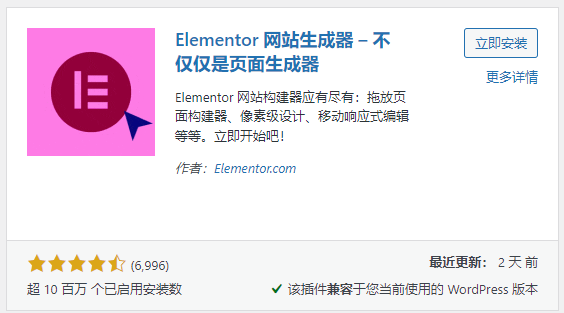 Elementor 网站生成器 – 不
仅仅是页面生成器
立即安装
更多详情
Elementor 网站构建器应有尽有：拖放页
面构建器、像素级设计、移动响应式编辑
等等。立即开始吧！
作者：Elementor.com
(6,996)
最近更新： 2 天 前
超 10 百万 个已启用安装数
该插件兼容于您当前使用的 WordPress 版本